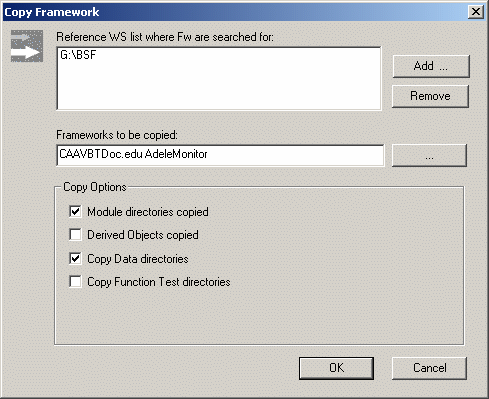 Copy Framework
Reference WS list where Fw are searched for:
G:\BSF
Add ...
Remove
Frameworks to be copied:
CAAVBTDoc.edu AdeleMonitor
...
Copy Options
Module directories copied
Derived Objects copied
Copy Data directories
Copy Function Test directories
OK
Cancel